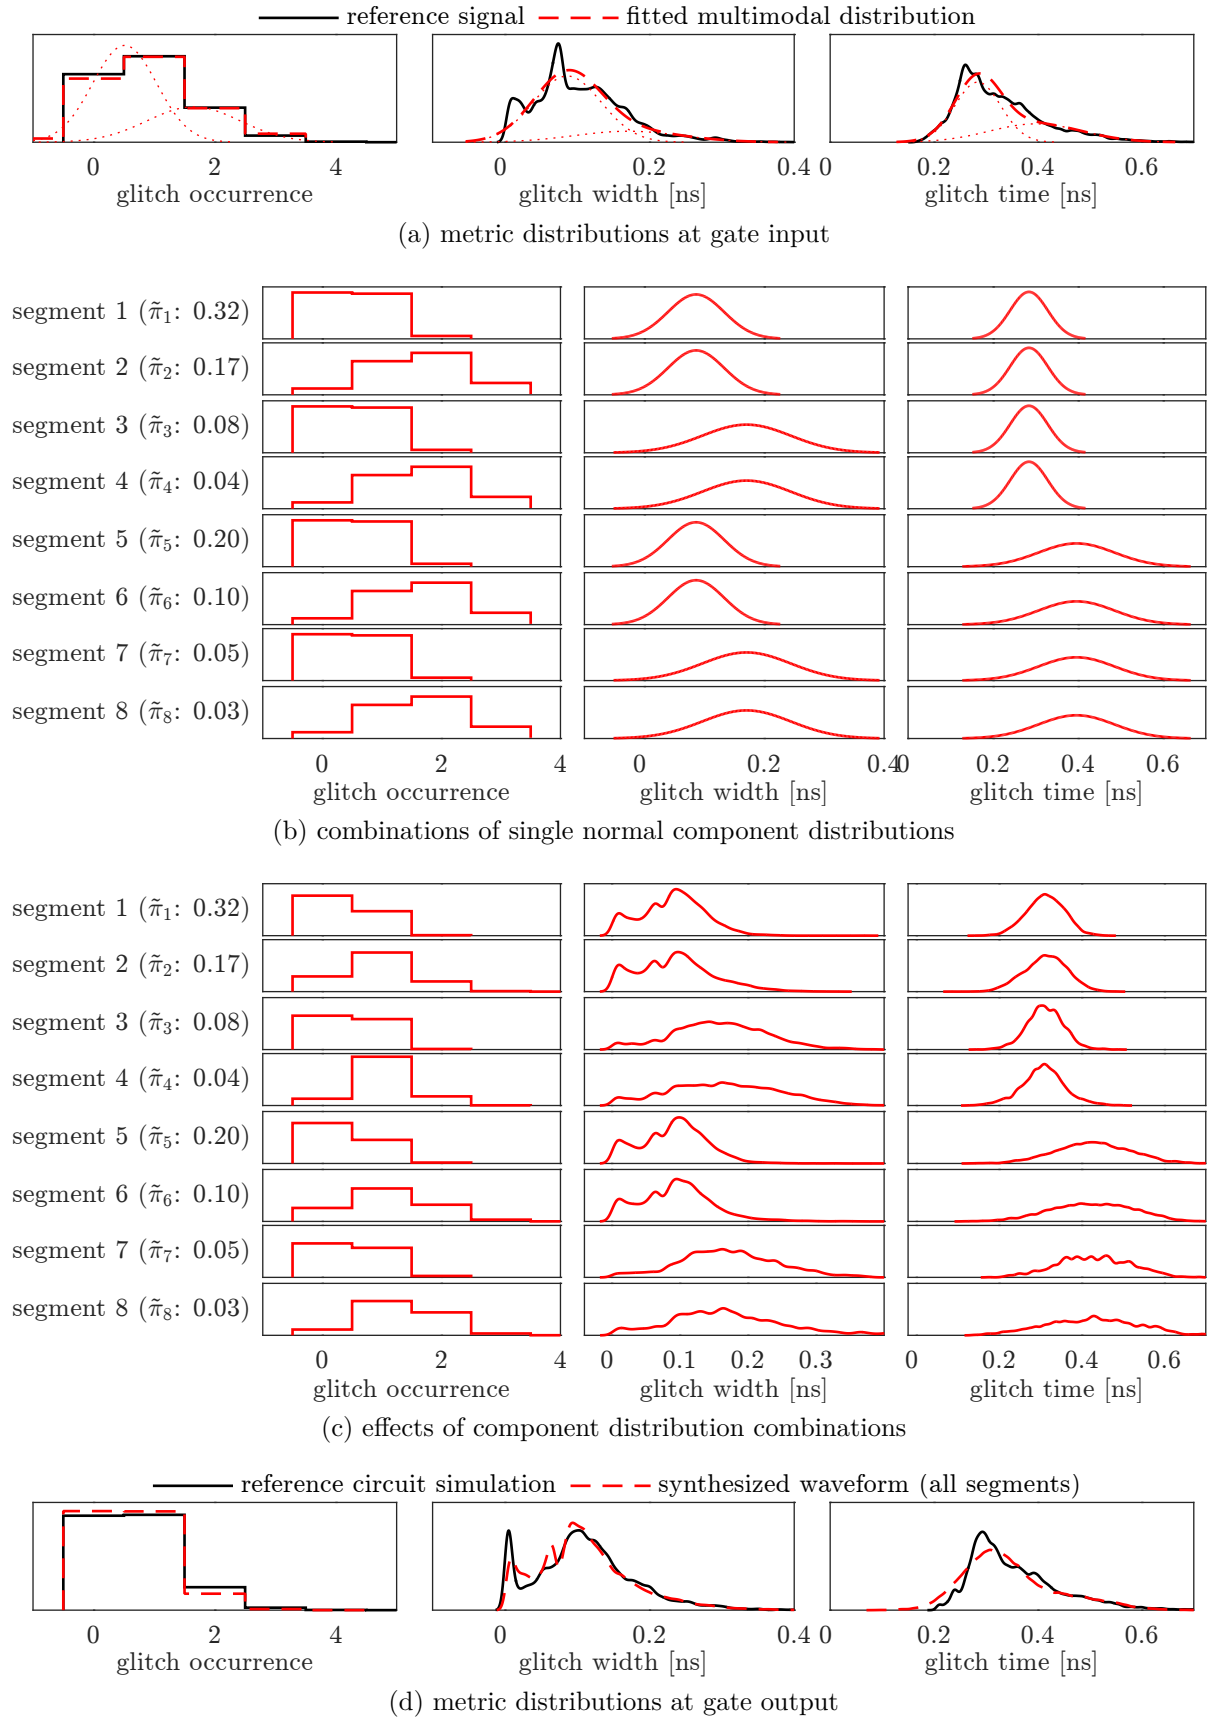 reference signal fitted multimodal distribution
0 2 4 0 0.2 0.4 0 0.2 0.4 0.6
glitch occurrence glitch width [ns] glitch time [ns]
(a) metric distributions at gate input
segment 1 (π̃₁: 0.32)
segment 2 (π̃₂: 0.17)
segment 3 (π̃₃: 0.08)
segment 4 (π̃₄: 0.04)
segment 5 (π̃₅: 0.20)
segment 6 (π̃₆: 0.10)
segment 7 (π̃₇: 0.05)
segment 8 (π̃₈: 0.03)
0 2 4 0 0.2 0.4 0 0.2 0.4 0.6
glitch occurrence glitch width [ns] glitch time [ns]
(b) combinations of single normal component distributions
segment 1 (π̃₁: 0.32)
segment 2 (π̃₂: 0.17)
segment 3 (π̃₃: 0.08)
segment 4 (π̃₄: 0.04)
segment 5 (π̃₅: 0.20)
segment 6 (π̃₆: 0.10)
segment 7 (π̃₇: 0.05)
segment 8 (π̃₈: 0.03)
0 2 4 0 0.1 0.2 0.3 0 0.2 0.4 0.6
glitch occurrence glitch width [ns] glitch time [ns]
(c) effects of component distribution combinations
reference circuit simulation synthesized waveform (all segments)
0 2 4 0 0.2 0.4 0 0.2 0.4 0.6
glitch occurrence glitch width [ns] glitch time [ns]
(d) metric distributions at gate output